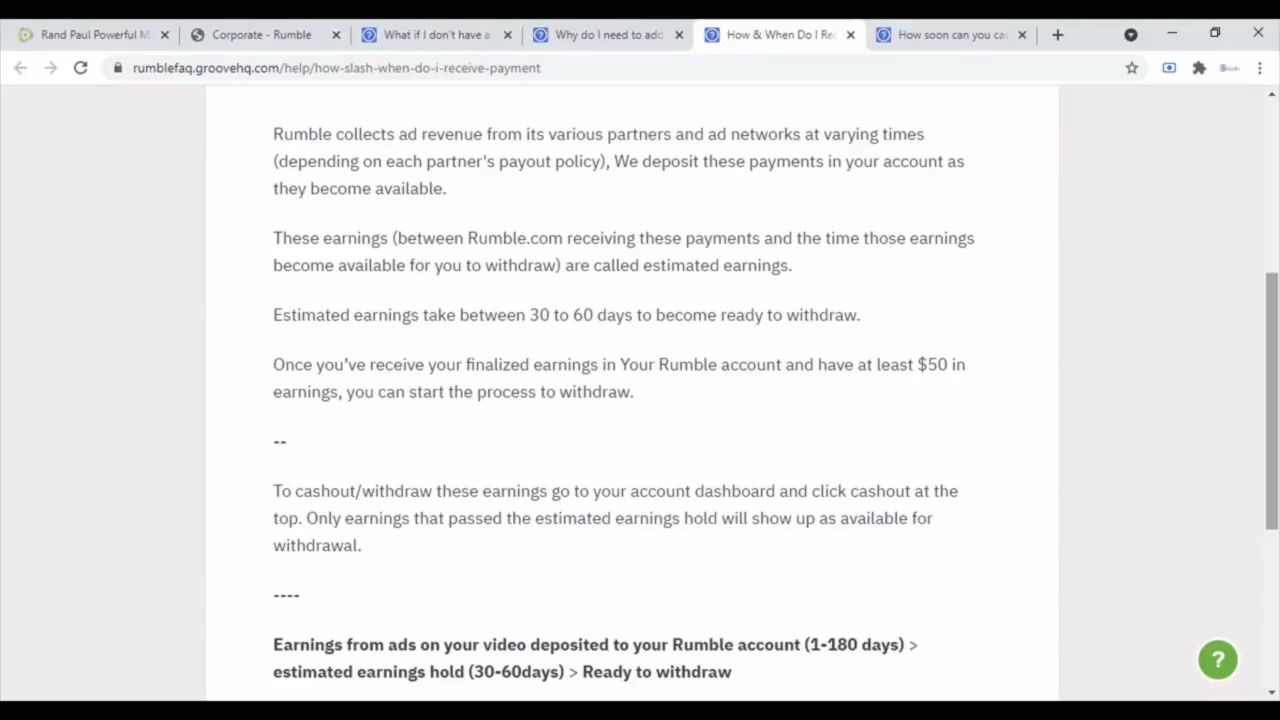 Rand Paul Powerful M
Corporate - Rumble
What if I don't have a
Why do I need to add
How & When Do I Rec
How soon can you cas
rumblefaq.groovehq.com/help/how-slash-when-do-i-receive-payment
Rumble collects ad revenue from its various partners and ad networks at varying times
(depending on each partner's payout policy), We deposit these payments in your account as
they become available.
These earnings (between Rumble.com receiving these payments and the time those earnings
become available for you to withdraw) are called estimated earnings.
Estimated earnings take between 30 to 60 days to become ready to withdraw.
Once you've receive your finalized earnings in Your Rumble account and have at least $50 in
earnings, you can start the process to withdraw.
--
To cashout/withdraw these earnings go to your account dashboard and click cashout at the
top. Only earnings that passed the estimated earnings hold will show up as available for
withdrawal.
----
Earnings from ads on your video deposited to your Rumble account (1-180 days) >
estimated earnings hold (30-60days) > Ready to withdraw
?